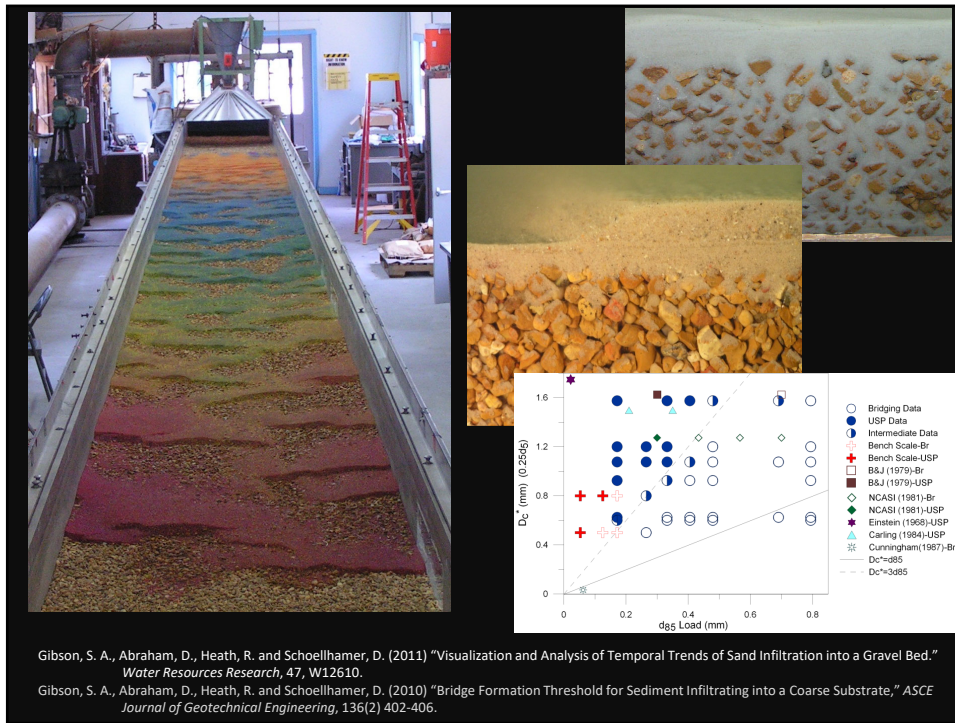 1.6
1.2
0.8
0.4
0
Dc* (mm) (0.25d5)
0 0.2 0.4 0.6 0.8
d85 Load (mm)
Bridging Data
USP Data
Intermediate Data
Bench Scale-Br
Bench Scale-USP
B&J (1979)-Br
B&J (1979)-USP
NCASI (1981)-Br
NCASI (1981)-USP
Einstein (1968)-USP
Carling (1984)-USP
Cunningham(1987)-Br
Dc*=d85
Dc*=3d85
Gibson, S. A., Abraham, D., Heath, R. and Schoellhamer, D. (2011) “Visualization and Analysis of Temporal Trends of Sand Infiltration into a Gravel Bed.”
Water Resources Research, 47, W12610.
Gibson, S. A., Abraham, D., Heath, R. and Schoellhamer, D. (2010) “Bridge Formation Threshold for Sediment Infiltrating into a Coarse Substrate,” ASCE
Journal of Geotechnical Engineering, 136(2) 402-406.